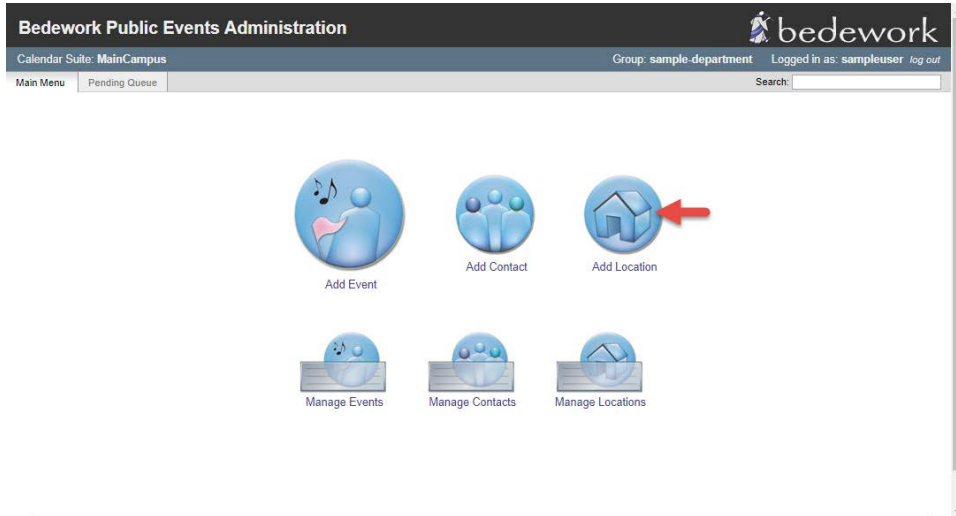 Bedework Public Events Administration
bedework
Calendar Suite: MainCampus Group: sample-department Logged in as: sampleuser log out
Main Menu Pending Queue Search:
Add Event Add Contact Add Location
Manage Events Manage Contacts Manage Locations